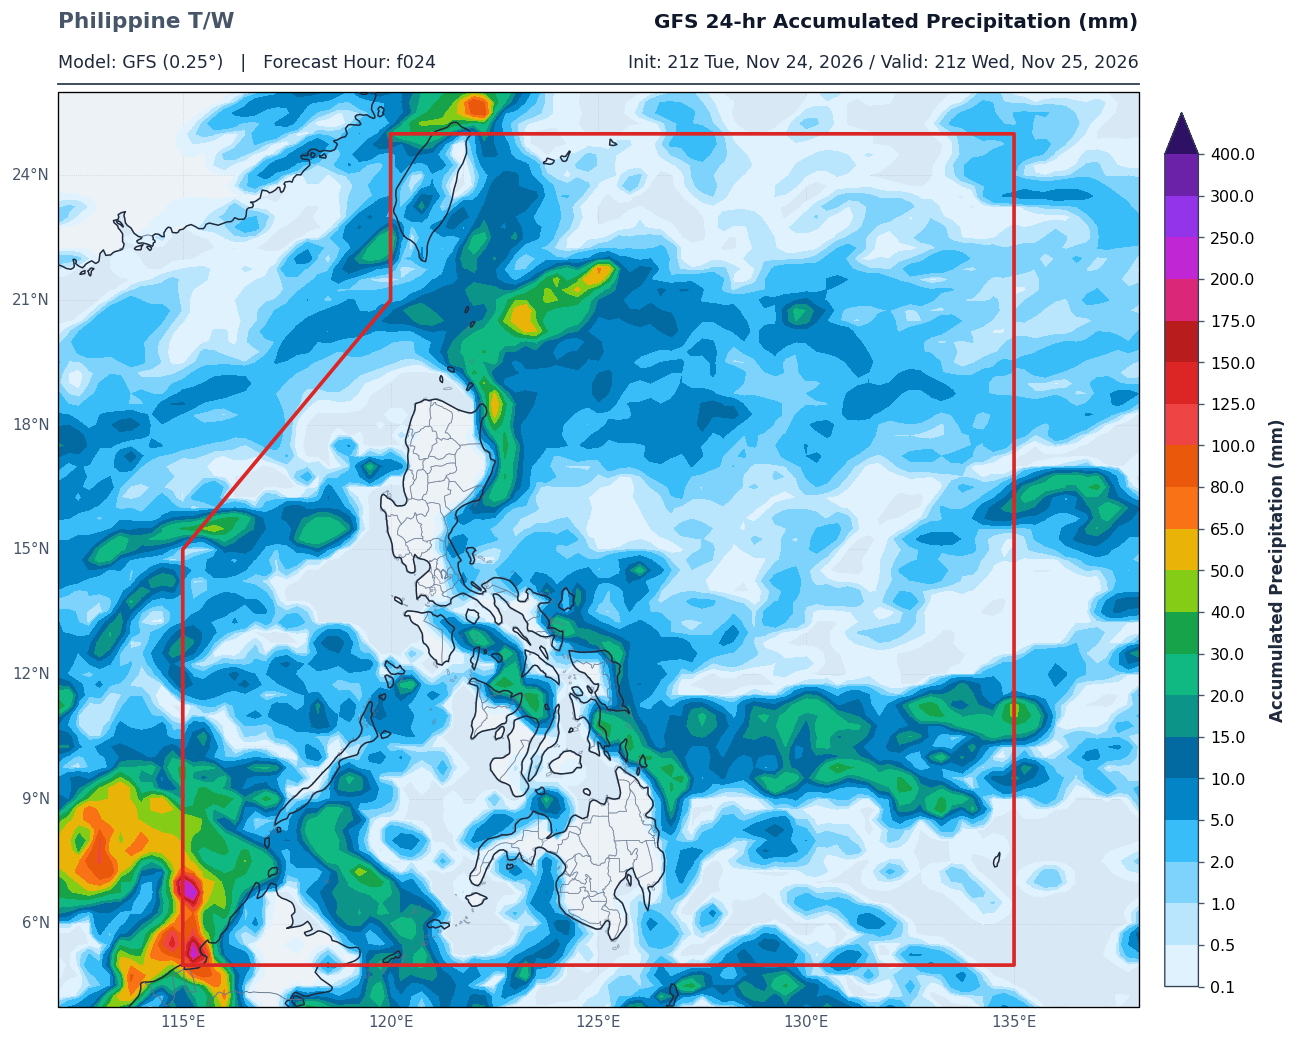 Philippine T/W
GFS 24-hr Accumulated Precipitation (mm)
Model: GFS (0.25°) | Forecast Hour: f024
Init: 21z Tue, Nov 24, 2026 / Valid: 21z Wed, Nov 25, 2026
24°N
21°N
18°N
15°N
12°N
9°N
6°N
115°E
120°E
125°E
130°E
135°E
400.0
300.0
250.0
200.0
175.0
150.0
125.0
100.0
80.0
65.0
50.0
40.0
30.0
20.0
15.0
10.0
5.0
2.0
1.0
0.5
0.1
Accumulated Precipitation (mm)